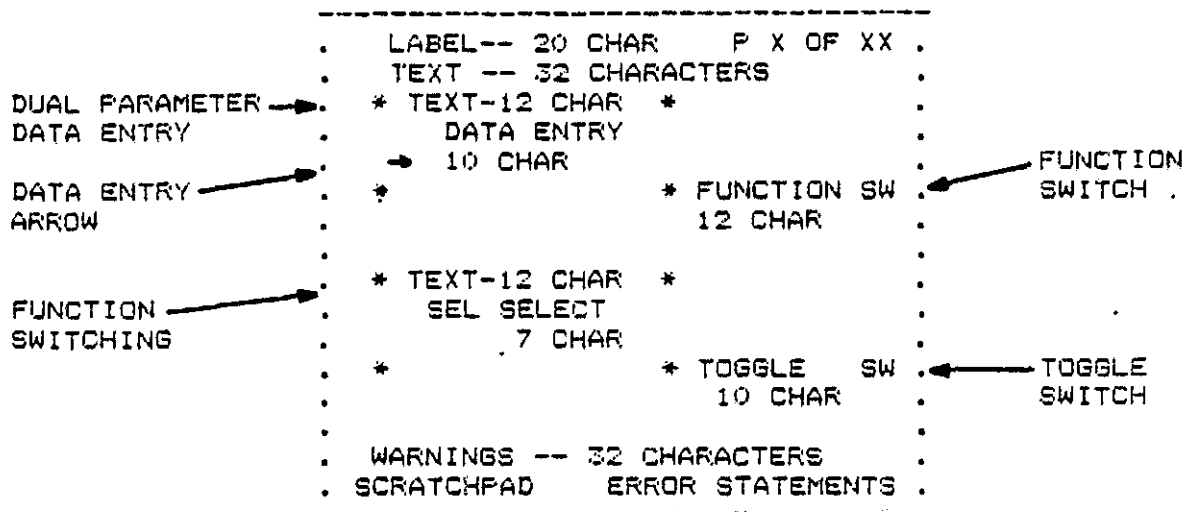 LABEL-- 20 CHAR P X OF XX
TEXT -- 32 CHARACTERS
DUAL PARAMETER * TEXT-12 CHAR *
DATA ENTRY DATA ENTRY
→ 10 CHAR FUNCTION
DATA ENTRY * * FUNCTION SW SWITCH
ARROW 12 CHAR
* TEXT-12 CHAR *
FUNCTION SEL SELECT
SWITCHING 7 CHAR
* * TOGGLE SW TOGGLE
10 CHAR SWITCH
WARNINGS -- 32 CHARACTERS
SCRATCHPAD ERROR STATEMENTS